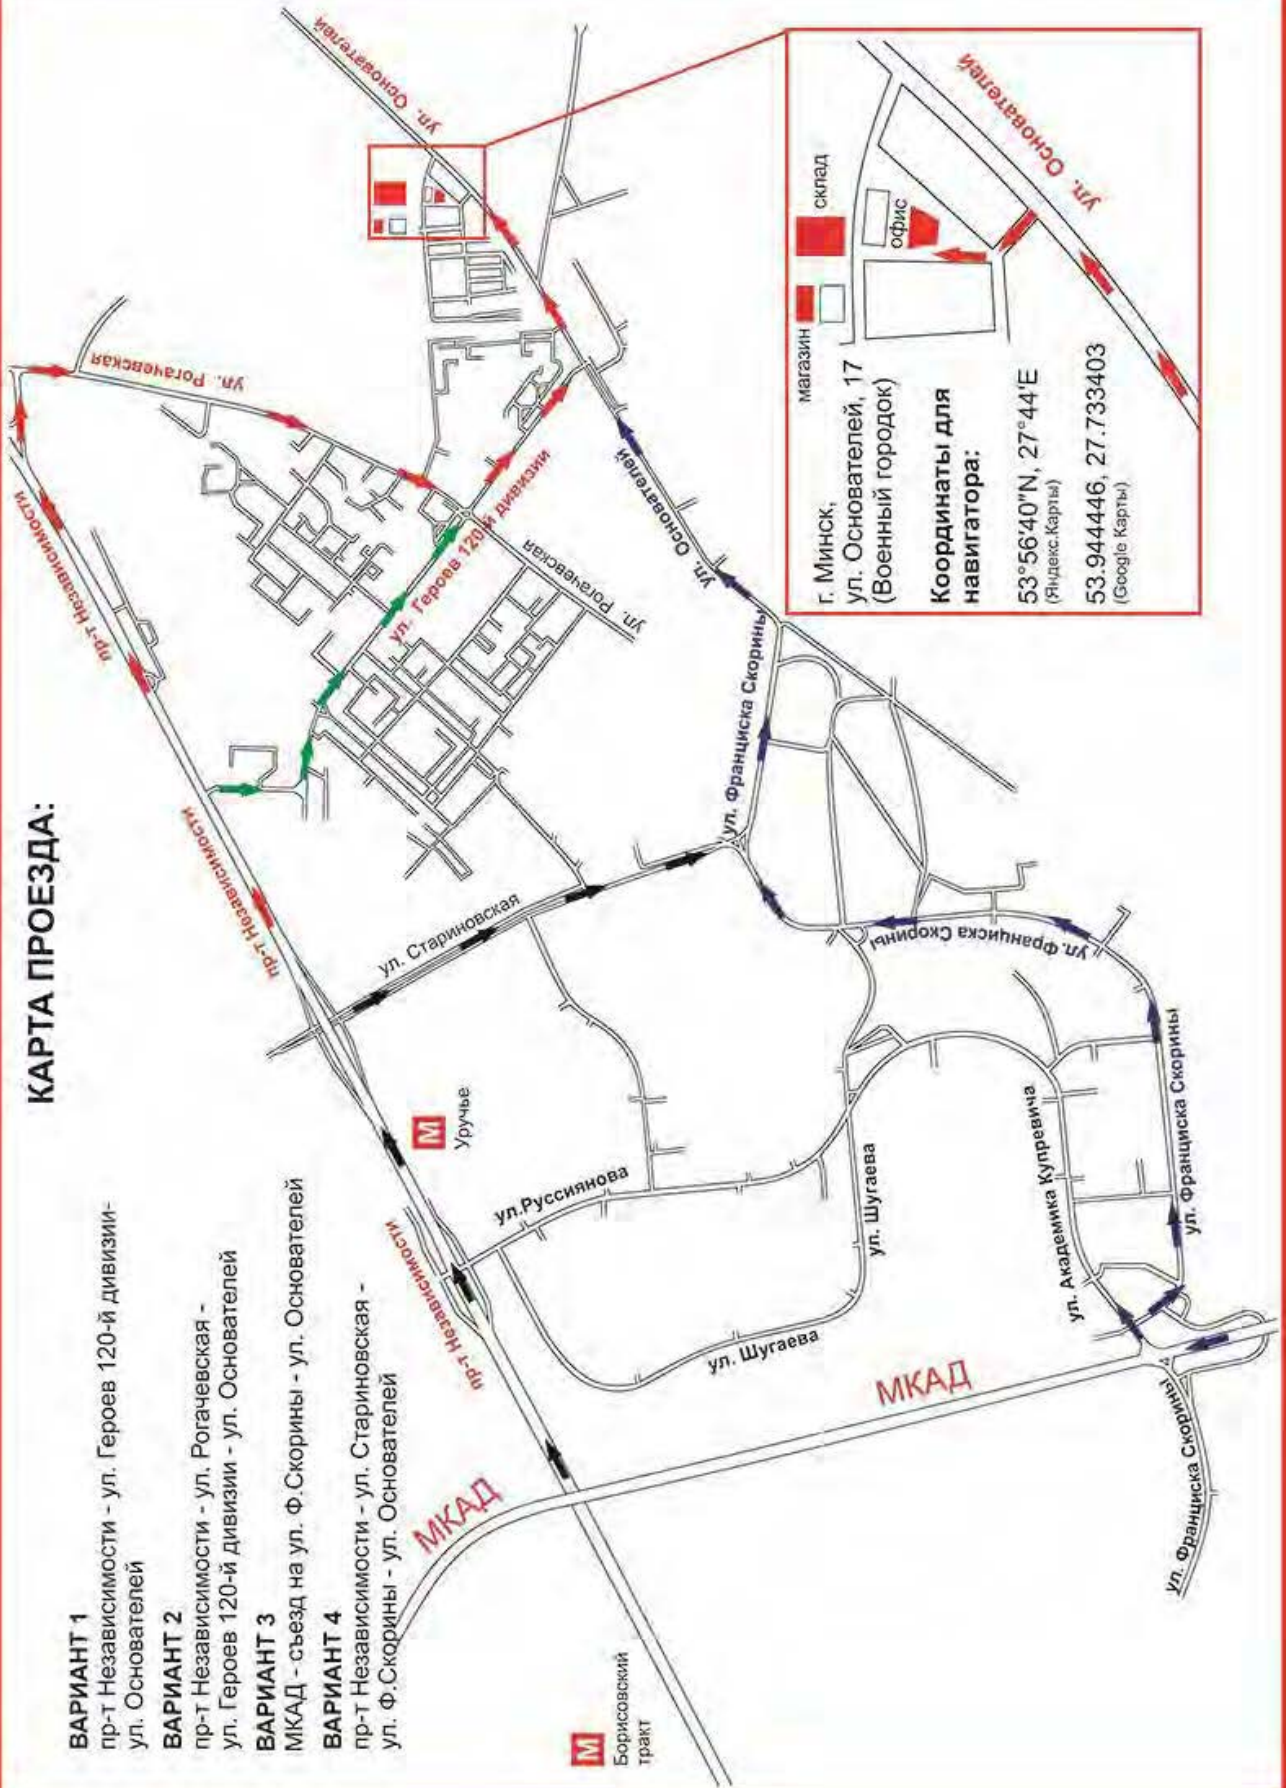 КАРТА ПРОЕЗДА:
ВАРИАНТ 1
пр-т Независимости - ул. Героев 120-й дивизии-
ул. Основателей
ВАРИАНТ 2
пр-т Независимости - ул. Рогачевская -
ул. Героев 120-й дивизии - ул. Основателей
ВАРИАНТ 3
МКАД - съезд на ул. Ф.Скорины - ул. Основателей
ВАРИАНТ 4
пр-т Независимости - ул. Стариновская -
ул. Ф.Скорины - ул. Основателей
М
Борисовский
тракт
МКАД
МКАД
пр-т Независимости
М
Уручье
пр-т Независимости
пр-т Независимости
пр-т Независимости
ул. Рогачевская
ул. Основателей
ул. Героев 120-й дивизии
ул. Рогачевская
ул. Стариновская
ул.Руссиянова
ул. Шугаева
ул. Шугаева
ул. Академика Купревича
ул. Франциска Скорины
ул. Франциска Скорины
ул. Франциска Скорины
ул. Франциска Скорины
ул. Основателей
магазин
склад
офис
ул. Основателей
г. Минск,
ул. Основателей, 17
(Военный городок)
Координаты для
навигатора:
53°56'40"N, 27°44'E
(Яндекс.Карты)
53.944446, 27.733403
(Google Карты)